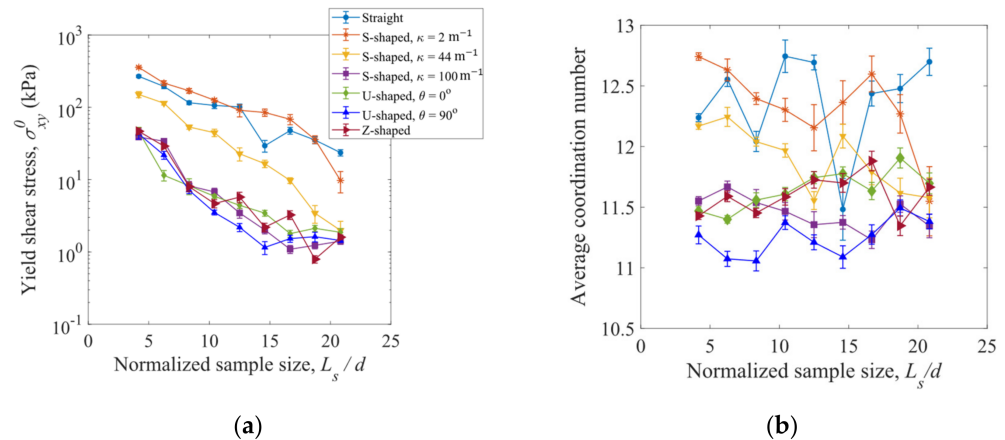 (a)
Yield shear stress, σ⁰xy (kPa)
10³
10²
10¹
10⁰
10⁻¹
0 5 10 15 20 25
Normalized sample size, Ls/d
Straight
S-shaped, κ = 2 m⁻¹
S-shaped, κ = 44 m⁻¹
S-shaped, κ = 100 m⁻¹
U-shaped, θ = 0°
U-shaped, θ = 90°
Z-shaped
(b)
Average coordination number
13
12.5
12
11.5
11
10.5
0 5 10 15 20 25
Normalized sample size, Ls/d